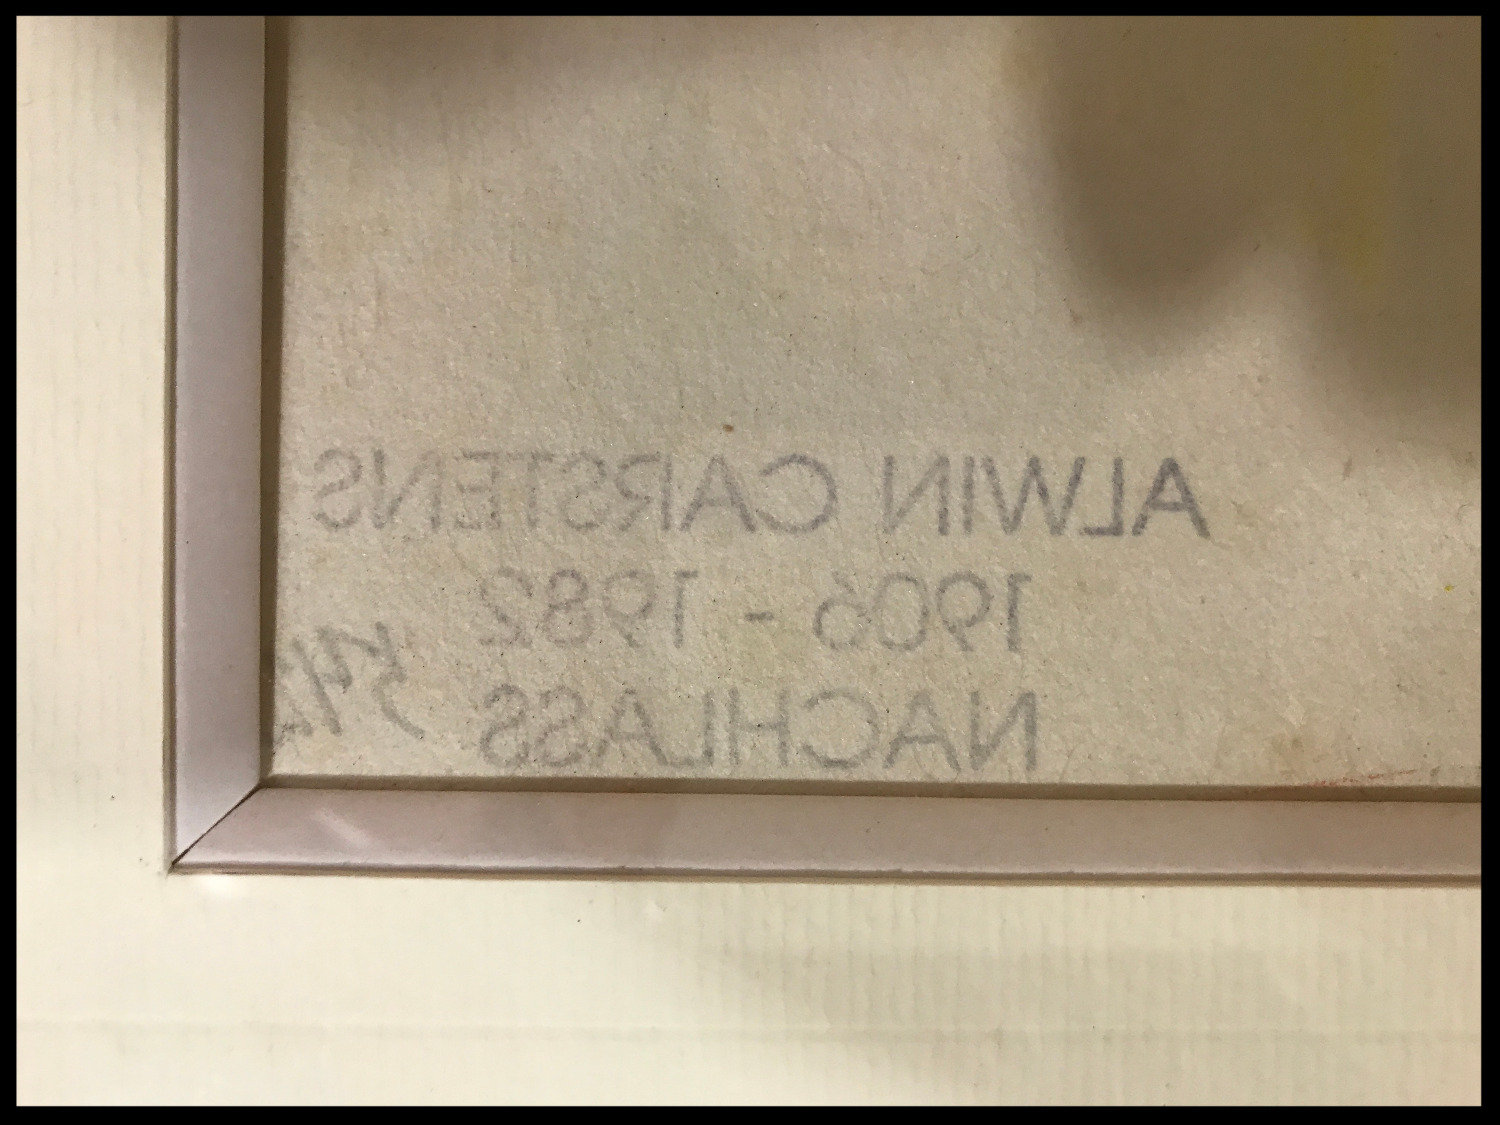 ALWIN CARSTENS
1906 - 1982
NACHLASS